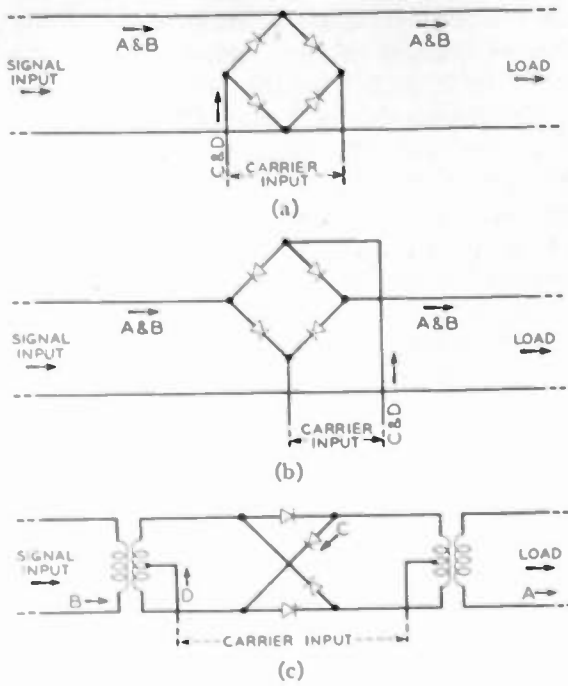 A&B
A&B
SIGNAL
INPUT
LOAD
C&D
CARRIER
INPUT
(a)
A&B
A&B
SIGNAL
INPUT
LOAD
C&D
CARRIER
INPUT
(b)
SIGNAL
INPUT
LOAD
C
B
D
A
CARRIER INPUT
(c)